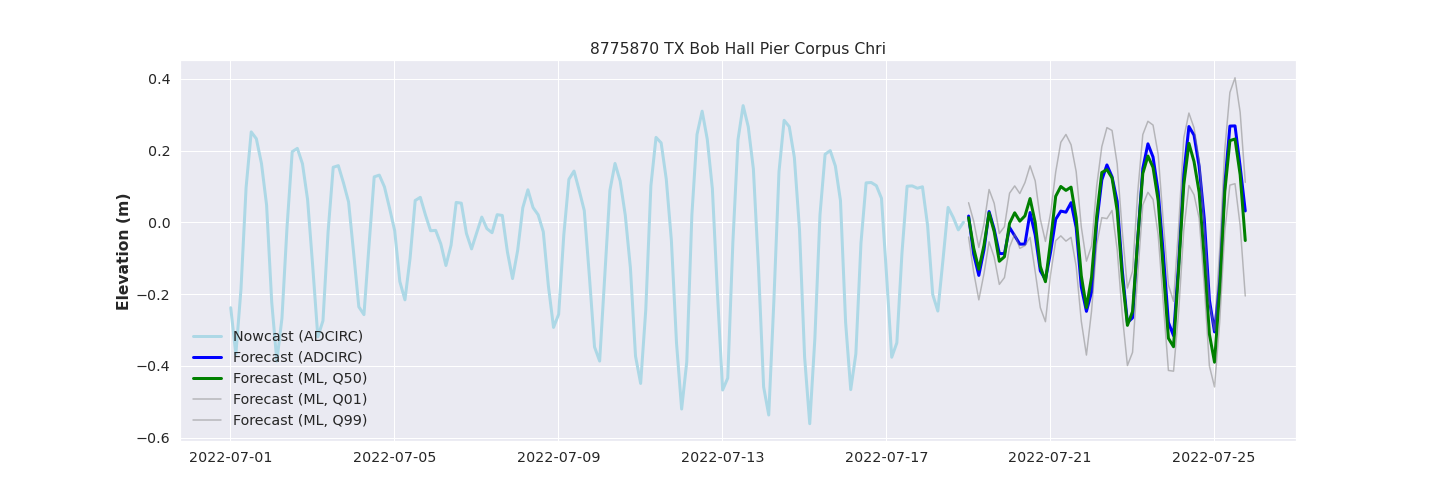 8775870 TX Bob Hall Pier Corpus Chri
Elevation (m)
0.4
0.2
0.0
−0.2
−0.4
−0.6
Nowcast (ADCIRC)
Forecast (ADCIRC)
Forecast (ML, Q50)
Forecast (ML, Q01)
Forecast (ML, Q99)
2022-07-01 2022-07-05 2022-07-09 2022-07-13 2022-07-17 2022-07-21 2022-07-25